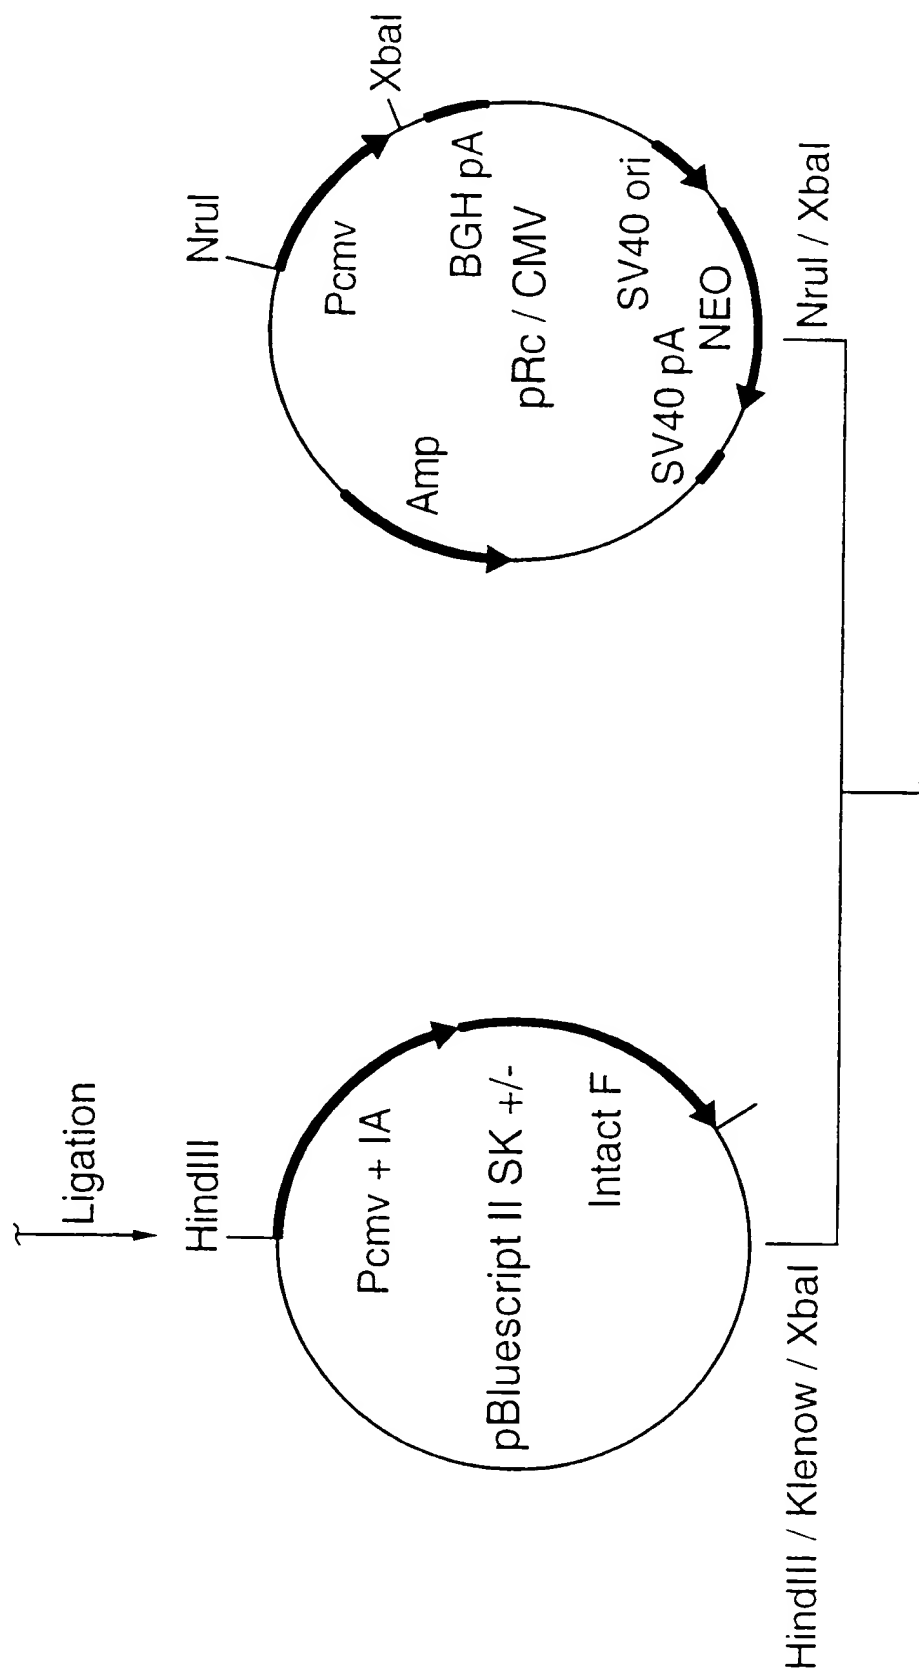 Ligation
HindIII
Pcmv + IA
pBluescript II SK +/-
Intact F
HindIII / Klenow / XbaI
NruI
XbaI
Pcmv
BGH pA
pRc / CMV
Amp
SV40 ori
SV40 pA
NEO
NruI / XbaI